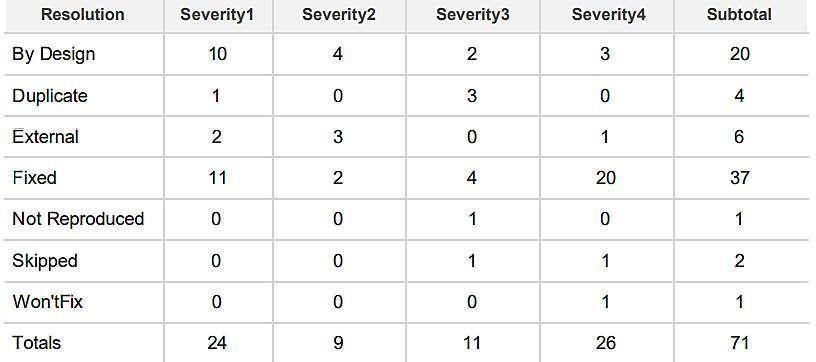 Resolution Severity1 Severity2 Severity3 Severity4 Subtotal
By Design 10 4 2 3 20
Duplicate 1 0 3 0 4
External 2 3 0 1 6
Fixed 11 2 4 20 37
Not Reproduced 0 0 1 0 1
Skipped 0 0 1 1 2
Won'tFix 0 0 0 1 1
Totals 24 9 11 26 71